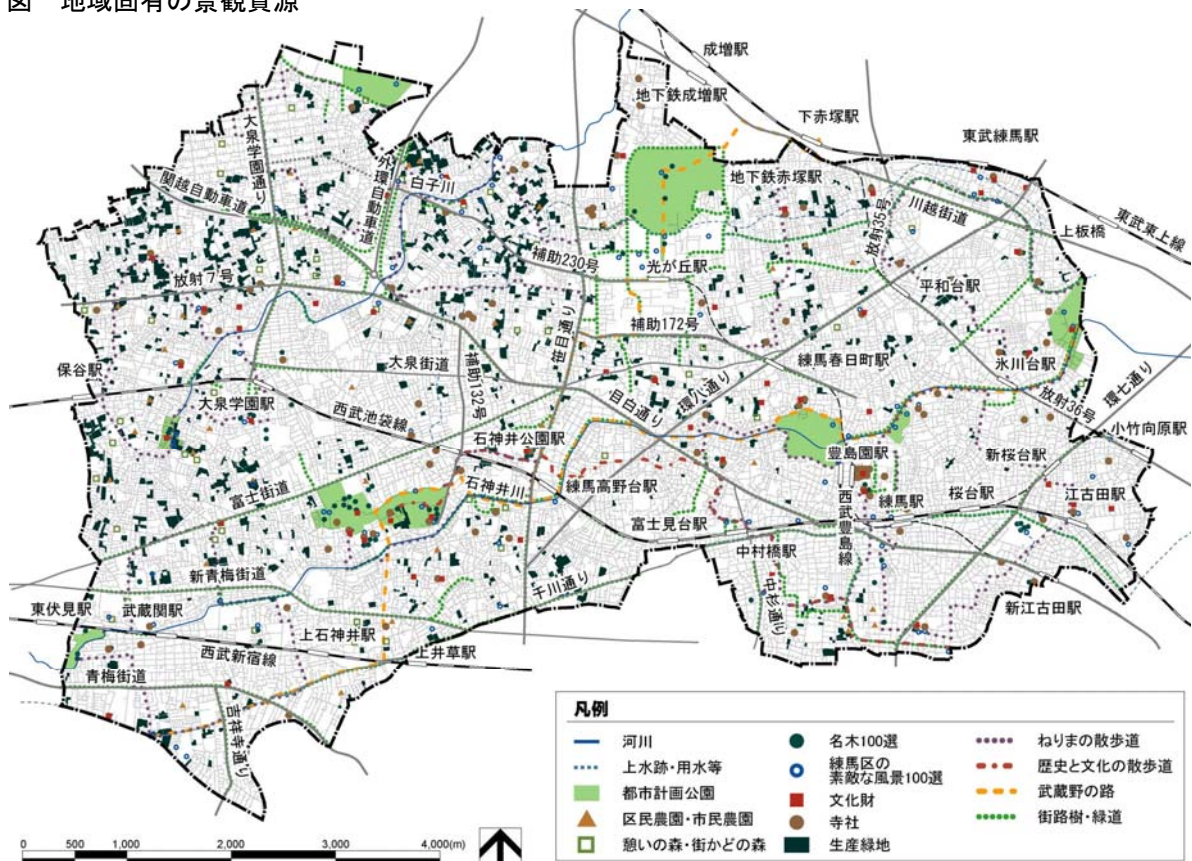 図　地域固有の景観資源
成増駅
地下鉄成増駅
下赤塚駅
東武練馬駅
大泉学園通り
外環自動車道
白子川
関越自動車道
地下鉄赤塚駅
放射35号
川越街道
上板橋
東武東上線
補助230号
光が丘駅
放射7号
平和台駅
笹目通り
補助172号
保谷駅
大泉街道
補助132号
練馬春日町駅
氷川台駅
大泉学園駅
西武池袋線
目白通り
環八通り
放射36号
環七通り
小竹向原駅
石神井公園駅
豊島園駅
新桜台駅
富士街道
石神井川
練馬高野台駅
西武豊島線
練馬駅
桜台駅
江古田駅
富士見台駅
中村橋駅
新青梅街道
千川通り
中杉通り
新江古田駅
東伏見駅
武蔵関駅
上石神井駅
上井草駅
西武新宿線
青梅街道
吉祥寺通り
凡例
河川
上水跡・用水等
都市計画公園
区民農園・市民農園
憩いの森・街かどの森
名木100選
練馬区の
素敵な風景100選
文化財
寺社
生産緑地
ねりまの散歩道
歴史と文化の散歩道
武蔵野の路
街路樹・緑道
0 500 1,000 2,000 3,000 4,000(m)